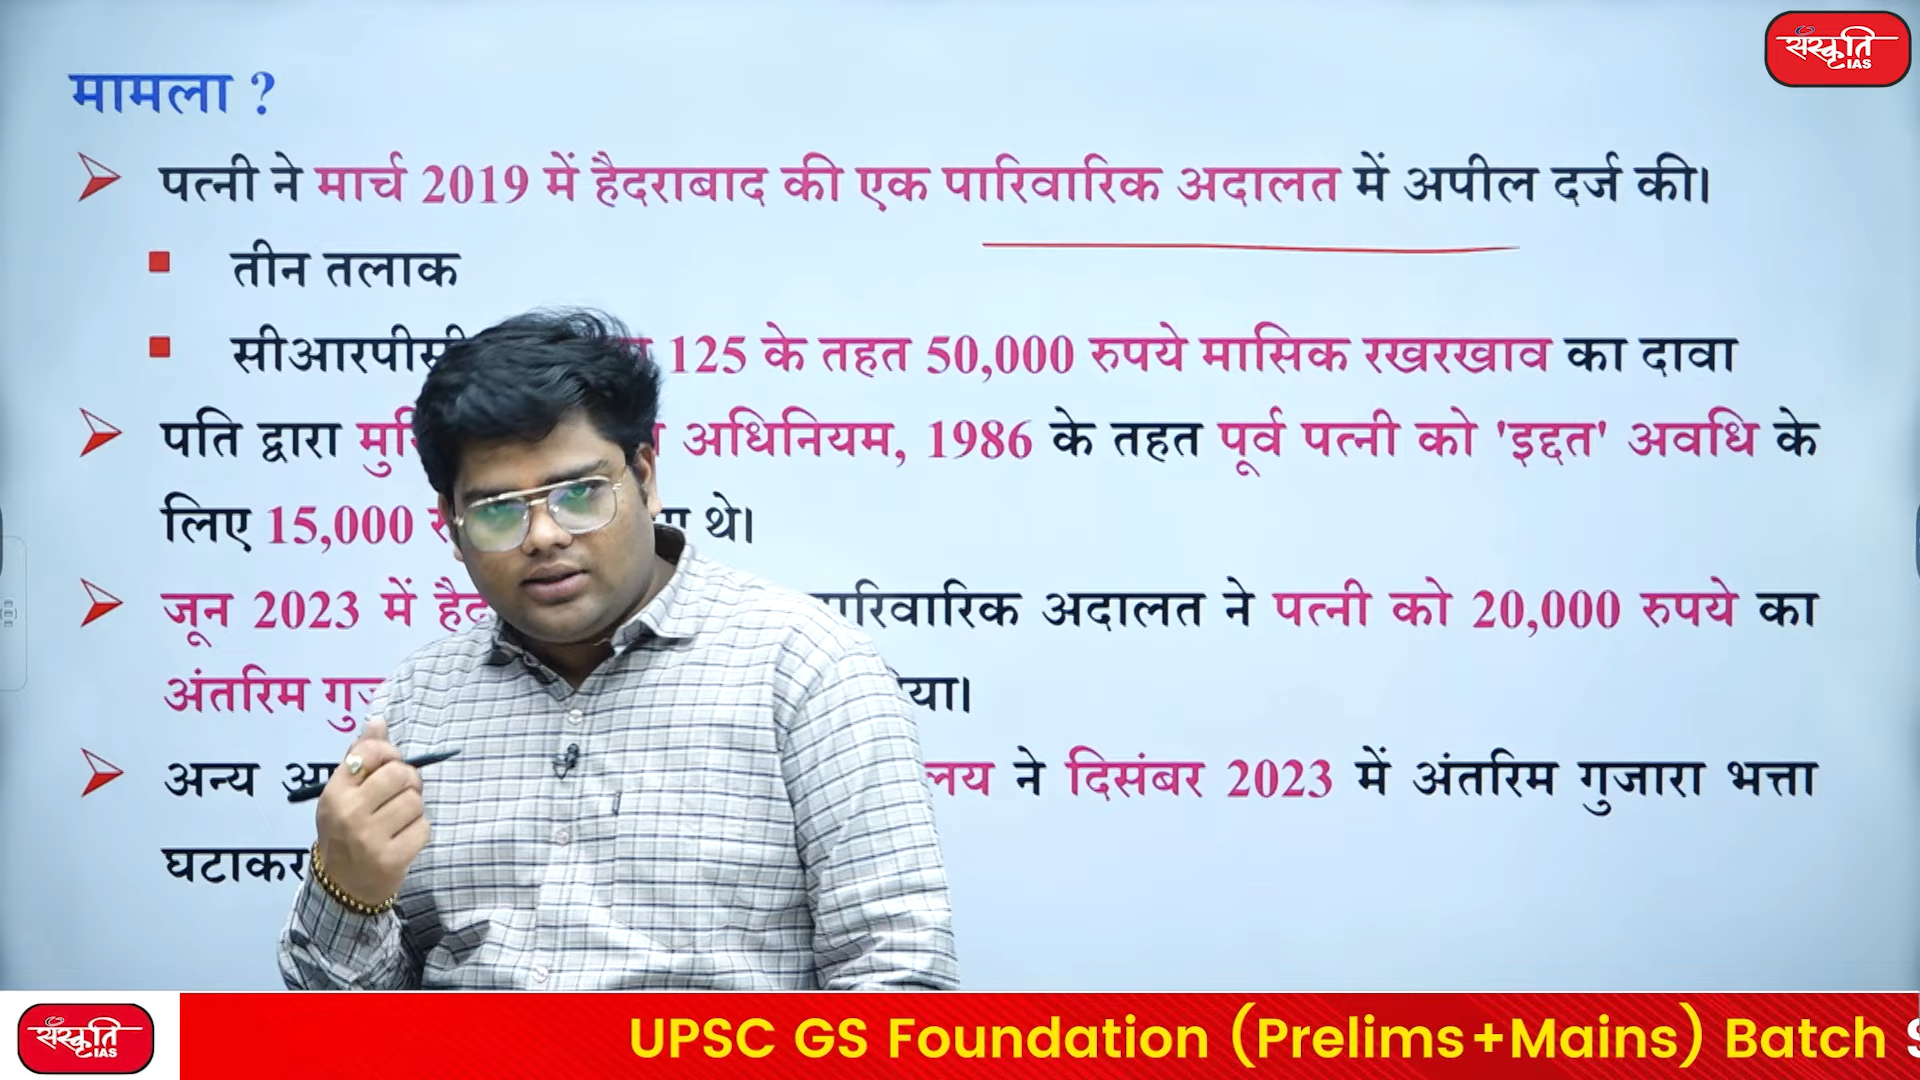 संस्कृति
IAS
मामला ?
पत्नी ने मार्च 2019 में हैदराबाद की एक पारिवारिक अदालत में अपील दर्ज की।
तीन तलाक
125 के तहत 50,000 रुपये मासिक रखरखाव का दावा
पति द्वारा अधिनियम, 1986 के तहत पूर्व पत्नी को 'इद्दत' अवधि के
लिए 15,000 थे।
जून 2023 में अदालत ने पत्नी को 20,000 रुपये का
अंतरिम
अन्य ने दिसंबर 2023 में अंतरिम गुजारा भत्ता
घटाकर
संस्कृति
IAS
UPSC GS Foundation (Prelims+Mains) Batch